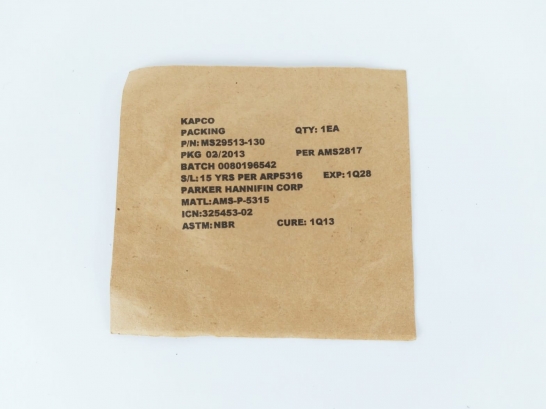 KAPCO
PACKING QTY: 1EA
P/N: MS29513-130
PKG 02/2013 PER AMS2817
BATCH 0080196542
S/L: 15 YRS PER ARP5316 EXP: 1Q28
PARKER HANNIFIN CORP
MATL: AMS-P-5315
ICN: 325453-02
ASTM: NBR CURE: 1Q13